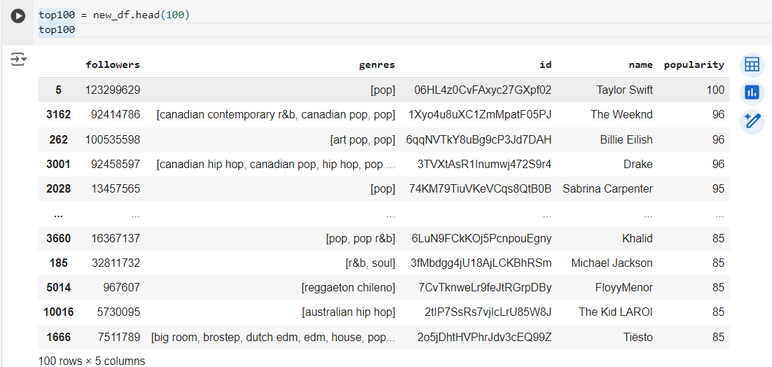 top100 = new_df.head(100)
top100
followers genres id name popularity
5 123299629 [pop] 06HL4z0CvFAxyc27GXpf02 Taylor Swift 100
3162 92414786 [canadian contemporary r&b, canadian pop, pop] 1Xyo4u8uXC1ZmMpatF05PJ The Weeknd 96
262 100535598 [art pop, pop] 6qqNVTkY8uBg9cP3Jd7DAH Billie Eilish 96
3001 92458597 [canadian hip hop, canadian pop, hip hop, pop ... 3TVXtAsR1Inumwj472S9r4 Drake 96
2028 13457565 [pop] 74KM79TiuVKeVCqs8QtB0B Sabrina Carpenter 95
... ... ... ... ... ...
3660 16367137 [pop, pop r&b] 6LuN9FCkKOj5PcnpouEgny Khalid 85
185 32811732 [r&b, soul] 3fMbdgg4jU18AjLCKBhRSm Michael Jackson 85
5014 967607 [reggaeton chileno] 7CvTknweLr9feJtRGrpDBy FloyyMenor 85
10016 5730095 [australian hip hop] 2tIP7SsRs7vjIcLrU85W8J The Kid LAROI 85
1666 7511789 [big room, brostep, dutch edm, edm, house, pop... 2o5jDhtHVPhrJdv3cEQ99Z Tiësto 85
100 rows × 5 columns